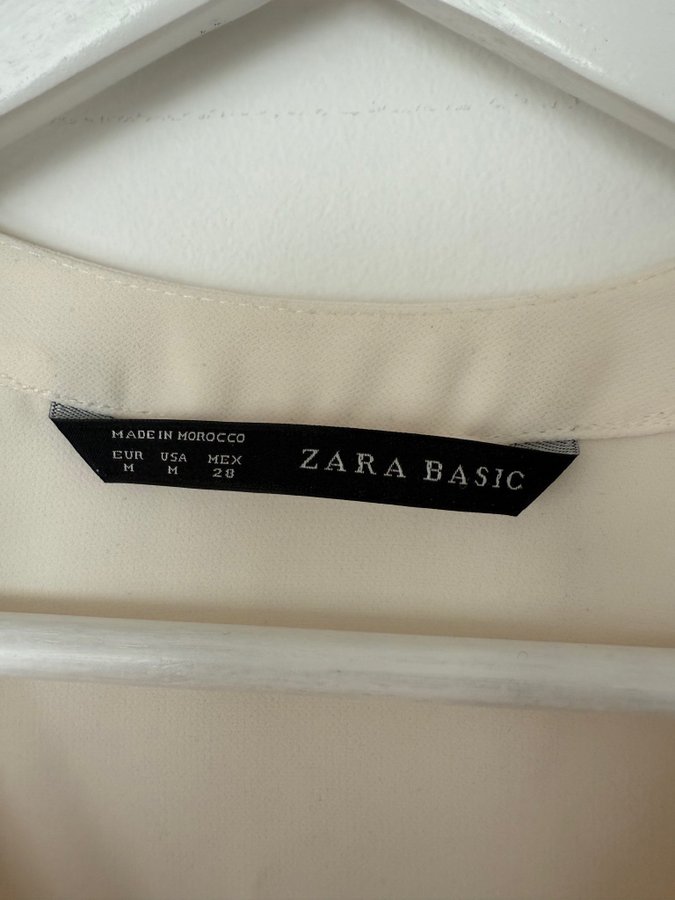 MADE IN MOROCCO
EUR USA MEX
M M 28
ZARA BASIC